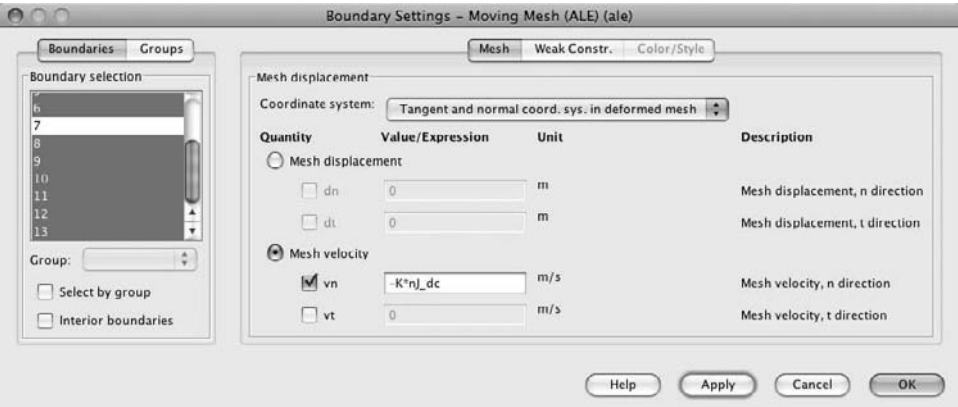 Boundary Settings – Moving Mesh (ALE) (ale)
Boundaries Groups
Boundary selection
6
7
8
9
10
11
12
13
Group:
Select by group
Interior boundaries
Mesh Weak Constr. Color/Style
Mesh displacement
Coordinate system: Tangent and normal coord. sys. in deformed mesh
Quantity Value/Expression Unit Description
Mesh displacement
dn 0 m Mesh displacement, n direction
dt 0 m Mesh displacement, t direction
Mesh velocity
vn -K*nJ_dc m/s Mesh velocity, n direction
vt 0 m/s Mesh velocity, t direction
Help Apply Cancel OK